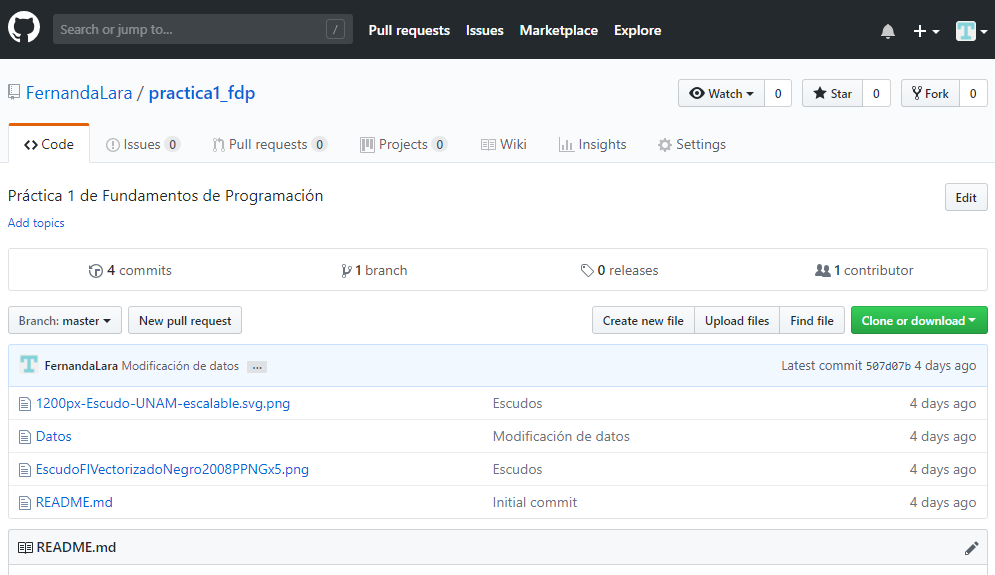 Search or jump to... / Pull requests Issues Marketplace Explore
FernandaLara / practica1_fdp Watch 0 Star 0 Fork 0
Code Issues 0 Pull requests 0 Projects 0 Wiki Insights Settings
Práctica 1 de Fundamentos de Programación Edit
Add topics
4 commits 1 branch 0 releases 1 contributor
Branch: master New pull request Create new file Upload files Find file Clone or download
FernandaLara Modificación de datos ... Latest commit 507d07b 4 days ago
1200px-Escudo-UNAM-escalable.svg.png Escudos 4 days ago
Datos Modificación de datos 4 days ago
EscudoFIVectorizadoNegro2008PPNGx5.png Escudos 4 days ago
README.md Initial commit 4 days ago
README.md